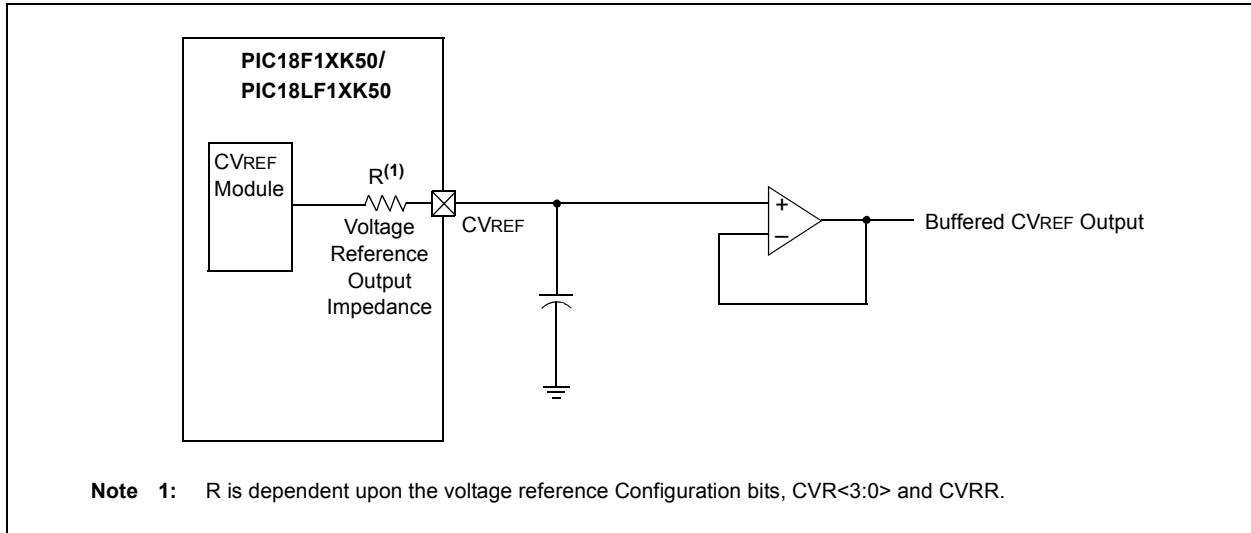 PIC18F1XK50/
PIC18LF1XK50
CVREF
Module
R(1)
Voltage
Reference
Output
Impedance
CVREF
+
–
Buffered CVREF Output
Note 1: R is dependent upon the voltage reference Configuration bits, CVR<3:0> and CVRR.